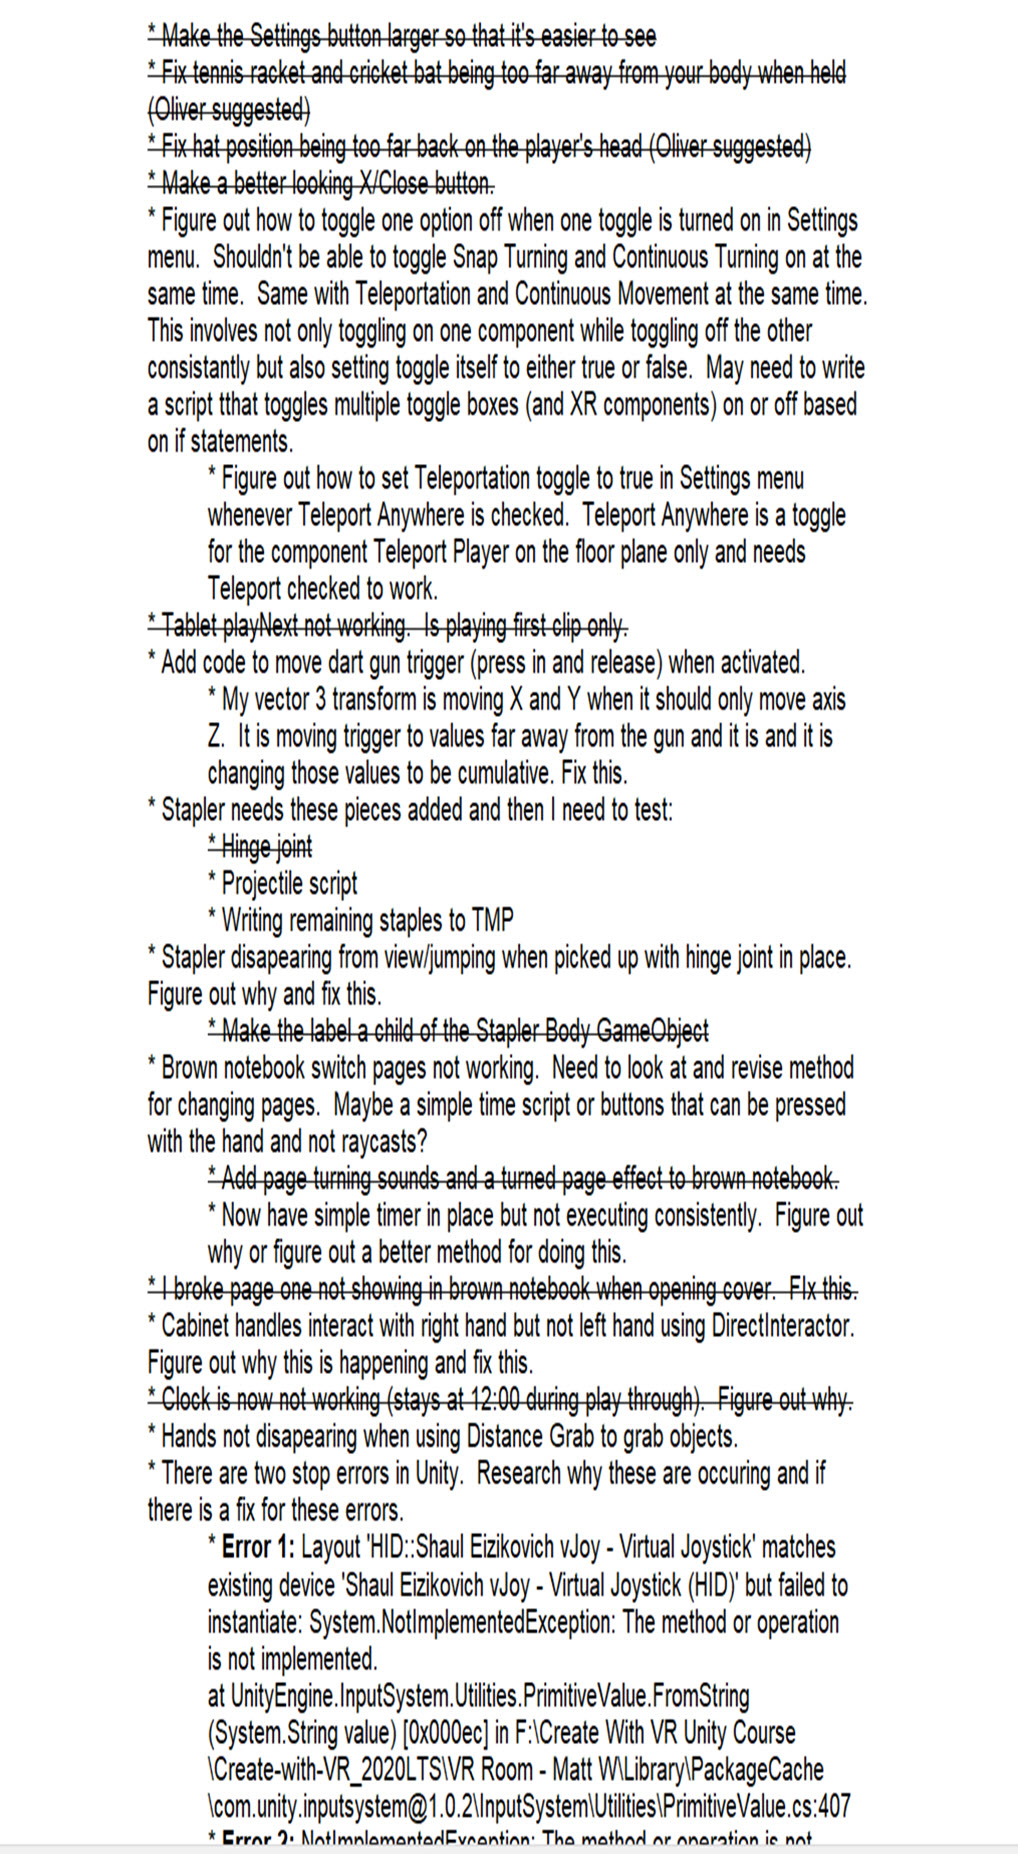 * Make the Settings button larger so that it's easier to see
* Fix tennis racket and cricket bat being too far away from your body when held
(Oliver suggested)
* Fix hat position being too far back on the player's head (Oliver suggested)
* Make a better looking X/Close button.
* Figure out how to toggle one option off when one toggle is turned on in Settings
menu.  Shouldn't be able to toggle Snap Turning and Continuous Turning on at the
same time.  Same with Teleportation and Continuous Movement at the same time.
This involves not only toggling on one component while toggling off the other
consistantly but also setting toggle itself to either true or false.  May need to write
a script tthat toggles multiple toggle boxes (and XR components) on or off based
on if statements.
* Figure out how to set Teleportation toggle to true in Settings menu
whenever Teleport Anywhere is checked.  Teleport Anywhere is a toggle
for the component Teleport Player on the floor plane only and needs
Teleport checked to work.
* Tablet playNext not working.  Is playing first clip only.
* Add code to move dart gun trigger (press in and release) when activated.
* My vector 3 transform is moving X and Y when it should only move axis
Z.  It is moving trigger to values far away from the gun and it is and it is
changing those values to be cumulative. Fix this.
* Stapler needs these pieces added and then I need to test:
* Hinge joint
* Projectile script
* Writing remaining staples to TMP
* Stapler disapearing from view/jumping when picked up with hinge joint in place.
Figure out why and fix this.
* Make the label a child of the Stapler Body GameObject
* Brown notebook switch pages not working.  Need to look at and revise method
for changing pages.  Maybe a simple time script or buttons that can be pressed
with the hand and not raycasts?
* Add page turning sounds and a turned page effect to brown notebook.
* Now have simple timer in place but not executing consistently.  Figure out
why or figure out a better method for doing this.
* I broke page one not showing in brown notebook when opening cover.  FIx this.
* Cabinet handles interact with right hand but not left hand using DirectInteractor.
Figure out why this is happening and fix this.
* Clock is now not working (stays at 12:00 during play through).  Figure out why.
* Hands not disapearing when using Distance Grab to grab objects.
* There are two stop errors in Unity.  Research why these are occuring and if
there is a fix for these errors.
* Error 1: Layout 'HID::Shaul Eizikovich vJoy - Virtual Joystick' matches
existing device 'Shaul Eizikovich vJoy - Virtual Joystick (HID)' but failed to
instantiate: System.NotImplementedException: The method or operation
is not implemented.
at UnityEngine.InputSystem.Utilities.PrimitiveValue.FromString
(System.String value) [0x000ec] in F:\Create With VR Unity Course
\Create-with-VR_2020LTS\VR Room - Matt W\Library\PackageCache
\com.unity.inputsystem@1.0.2\InputSystem\Utilities\PrimitiveValue.cs:407
* Error 2: NotImplementedException: The method or operation is not